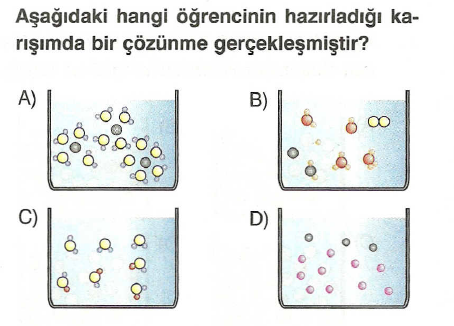 Aşağıdaki hangi öğrencinin hazırladığı ka-
rışımda bir çözünme gerçekleşmiştir?
A)
B)
C)
D)